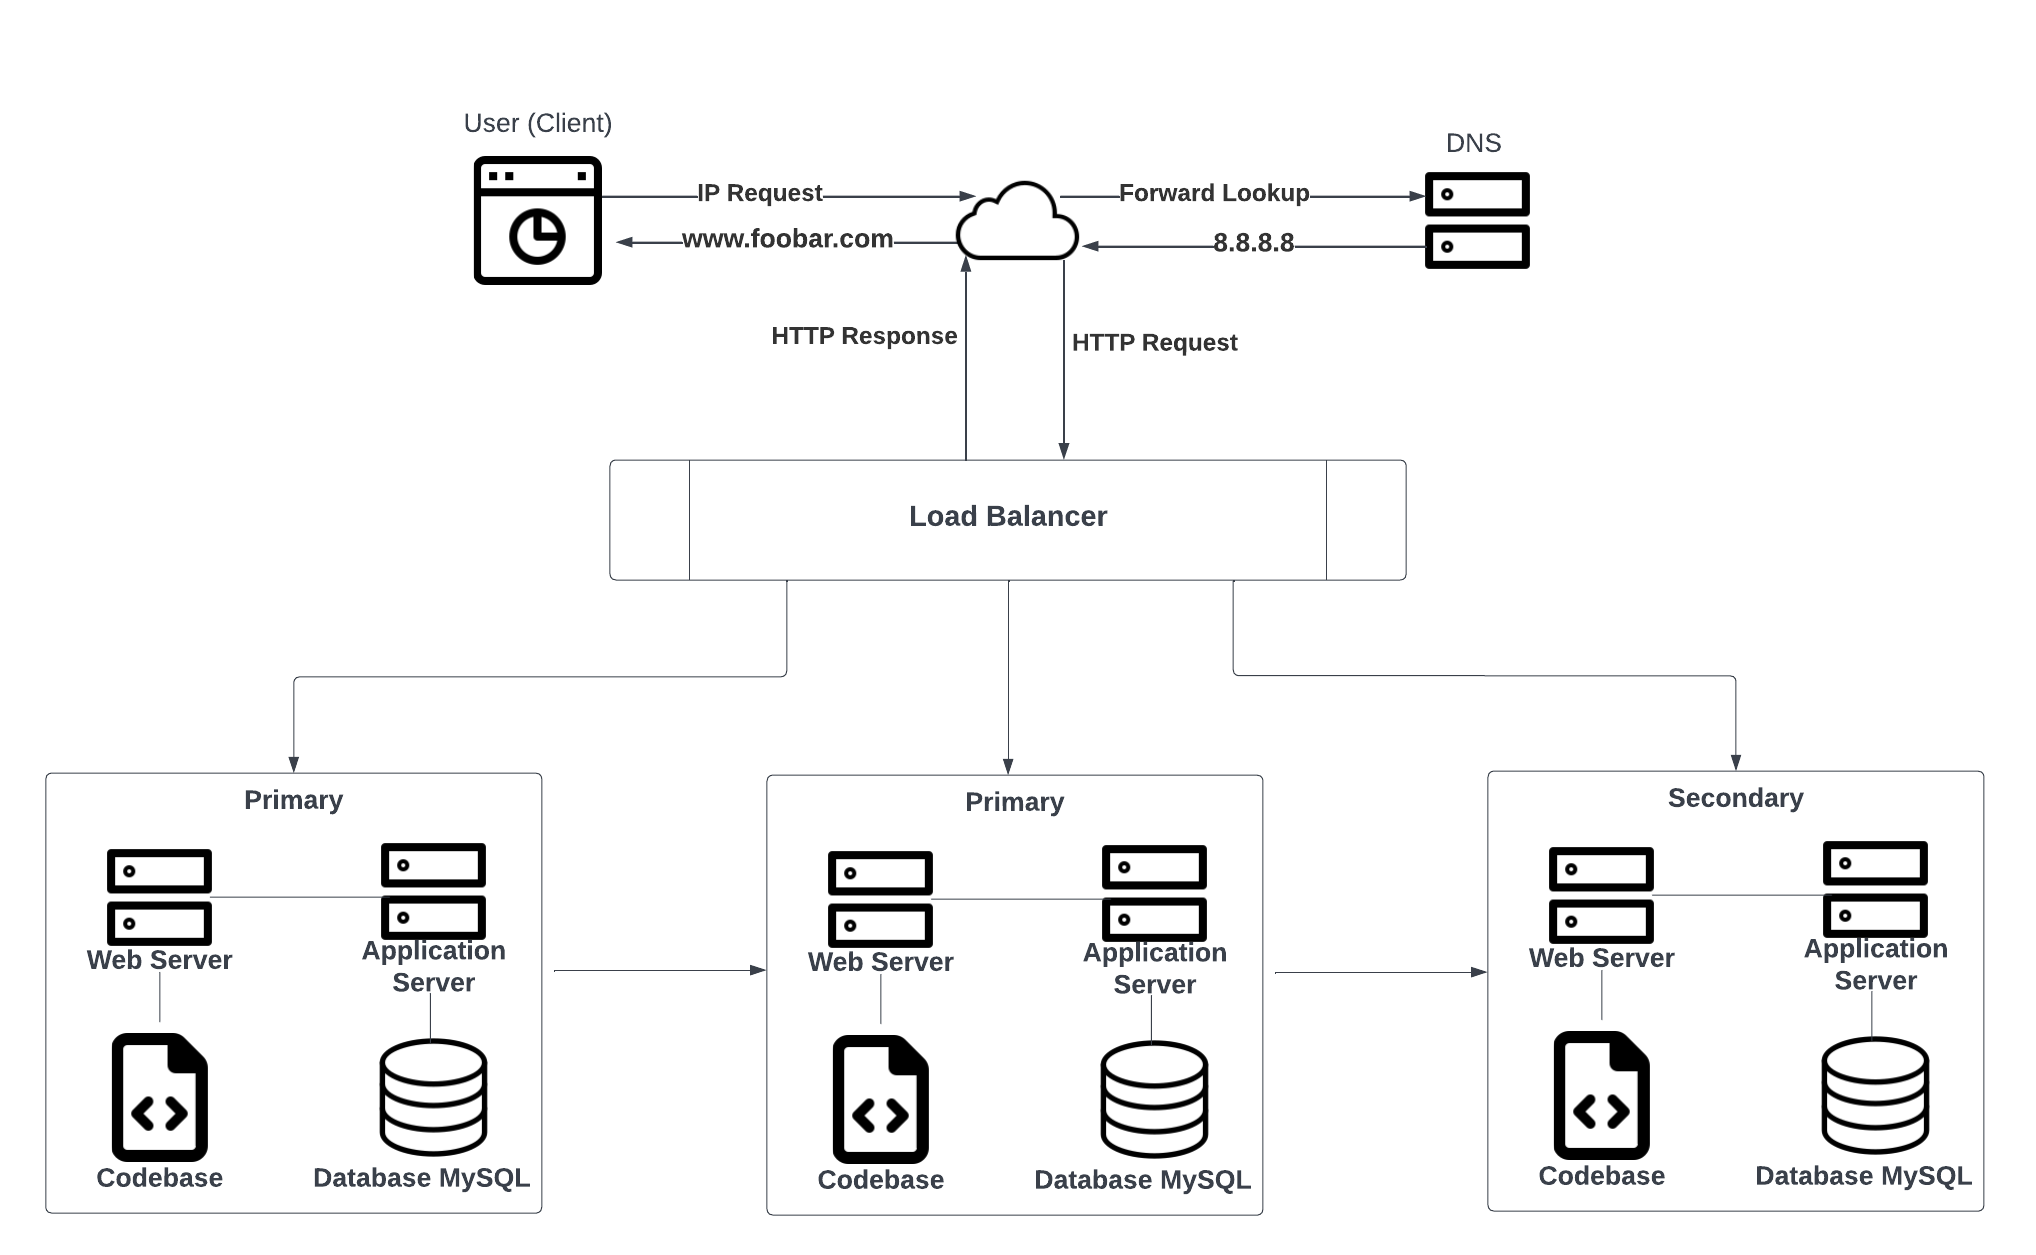 User (Client)
DNS
IP Request
Forward Lookup
www.foobar.com
8.8.8.8
HTTP Response
HTTP Request
Load Balancer
Primary
Web Server
Application
Server
Codebase
Database MySQL
Primary
Web Server
Application
Server
Codebase
Database MySQL
Secondary
Web Server
Application
Server
Codebase
Database MySQL